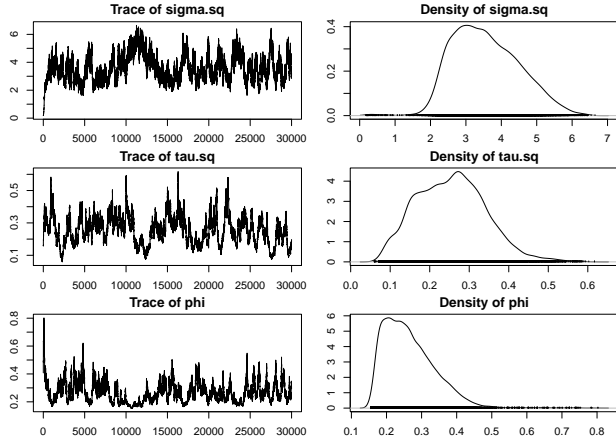 Trace of sigma.sq
0 2 4 6
0 5000 10000 15000 20000 25000 30000
Density of sigma.sq
0.0 0.2 0.4
0 1 2 3 4 5 6 7
Trace of tau.sq
0.1 0.3 0.5
0 5000 10000 15000 20000 25000 30000
Density of tau.sq
0 1 2 3 4
0.0 0.1 0.2 0.3 0.4 0.5 0.6
Trace of phi
0.2 0.4 0.6 0.8
0 5000 10000 15000 20000 25000 30000
Density of phi
0 1 2 3 4 5 6
0.1 0.2 0.3 0.4 0.5 0.6 0.7 0.8